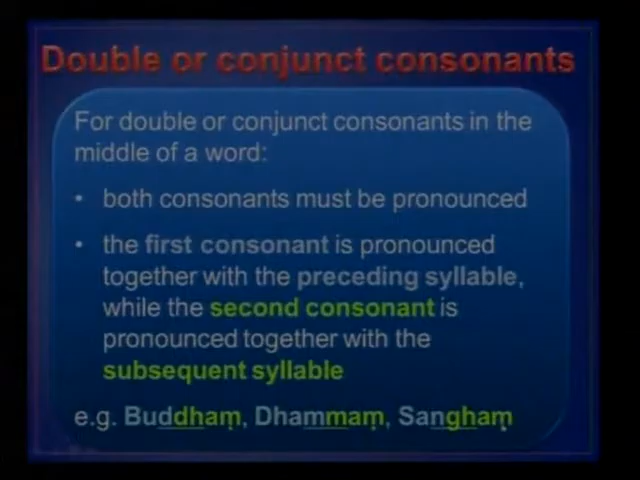 Double or conjunct consonants
For double or conjunct consonants in the
middle of a word:
• both consonants must be pronounced
• the first consonant is pronounced
together with the preceding syllable,
while the second consonant is
pronounced together with the
subsequent syllable
e.g. Buddhaṃ, Dhammaṃ, Sanghaṃ